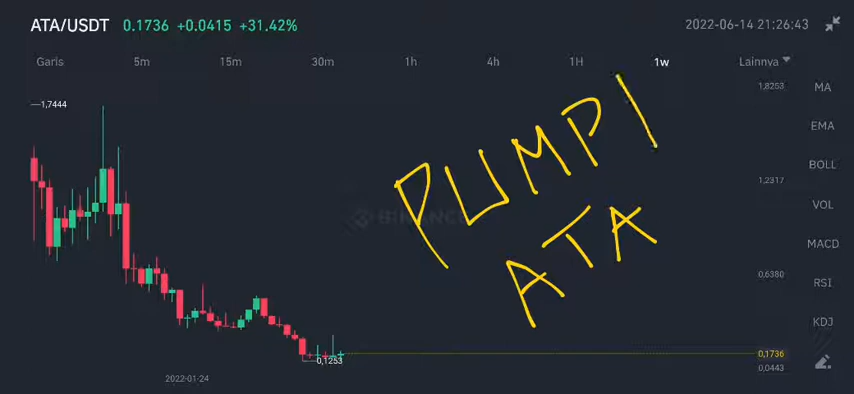 ATA/USDT 0.1736 +0.0415 +31.42% 2022-06-14 21:26:43
Garis 5m 15m 30m 1h 4h 1H 1w Lainnya
1,7444
1.8253
MA
EMA
BOLL
1.2317
VOL
BINANCE
MACD
0.6380
RSI
KDJ
0,1253
0.1736
0.0443
2022-01-24
PUMP!
ATA